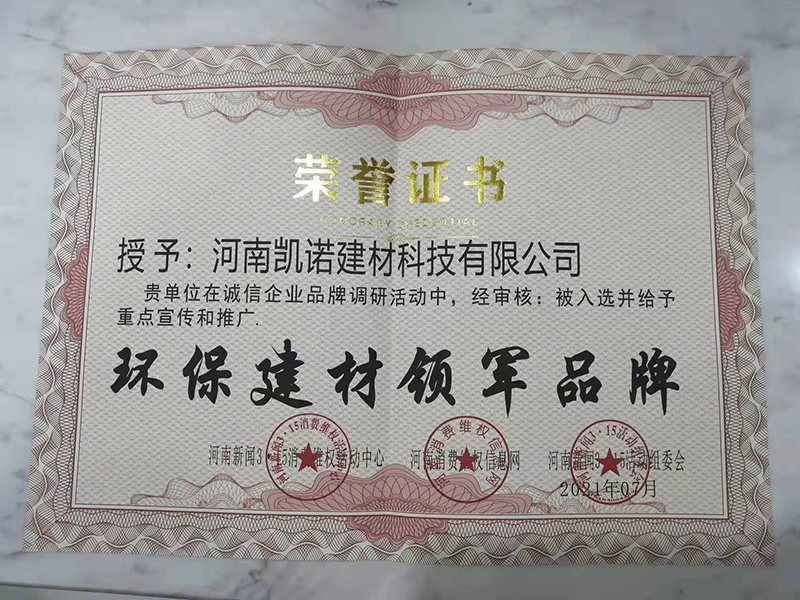 荣誉证书
HONORARY CREDENTIAL
授予：河南凯诺建材科技有限公司
贵单位在诚信企业品牌调研活动中，经审核：被入选并给予
重点宣传和推广.
环保建材领军品牌
河南新闻3·15消费维权活动中心 河南消费维权信息网 河南新闻3·15活动组委会
2021年07月